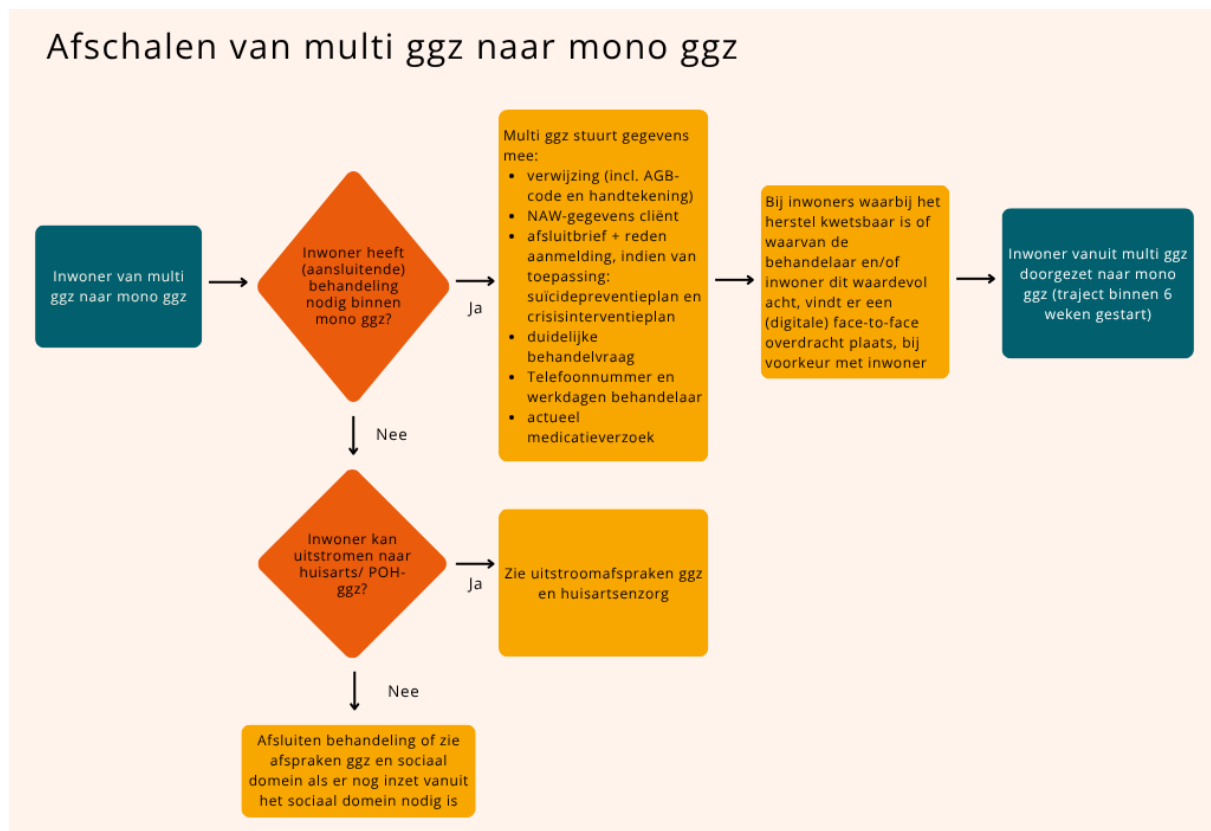 Afschalen van multi ggz naar mono ggz
Inwoner van multi
ggz naar mono ggz
Inwoner heeft
(aansluitende)
behandeling
nodig binnen
mono ggz?
Ja
Multi ggz stuurt gegevens
mee:
• verwijzing (incl. AGB-
code en handtekening)
• NAW-gegevens cliënt
• afsluitbrief + reden
aanmelding, indien van
toepassing:
suïcidepreventieplan en
crisisinterventieplan
• duidelijke
behandelvraag
• Telefoonnummer en
werkdagen behandelaar
• actueel
medicatieverzoek
Bij inwoners waarbij het
herstel kwetsbaar is of
waarvan de
behandelaar en/of
inwoner dit waardevol
acht, vindt er een
(digitale) face-to-face
overdracht plaats, bij
voorkeur met inwoner
Inwoner vanuit multi ggz
doorgezet naar mono
ggz (traject binnen 6
weken gestart)
Nee
Inwoner kan
uitstromen naar
huisarts/ POH-
ggz?
Ja
Zie uitstroomafspraken ggz
en huisartsenzorg
Nee
Afsluiten behandeling of zie
afspraken ggz en sociaal
domein als er nog inzet vanuit
het sociaal domein nodig is